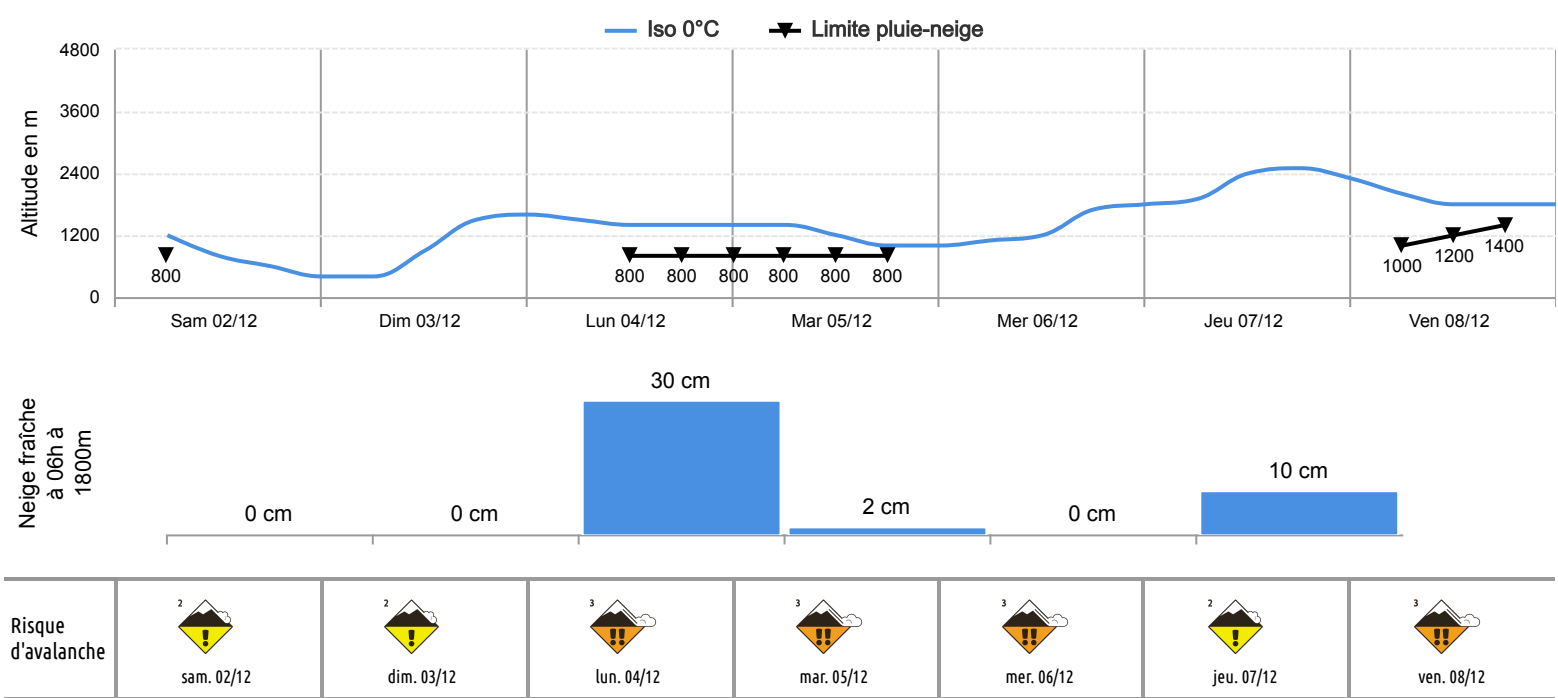 Iso 0°C Limite pluie-neige
Altitude en m
4800
3600
2400
1200
0
800
800 800 800 800 800 800
1000 1200 1400
Sam 02/12 Dim 03/12 Lun 04/12 Mar 05/12 Mer 06/12 Jeu 07/12 Ven 08/12
Neige fraîche
à 06h à
1800m
0 cm 0 cm 30 cm 2 cm 0 cm 10 cm
Risque
d'avalanche
2 2 3 3 3 2 3
! ! !! !! !! ! !!
sam. 02/12 dim. 03/12 lun. 04/12 mar. 05/12 mer. 06/12 jeu. 07/12 ven. 08/12